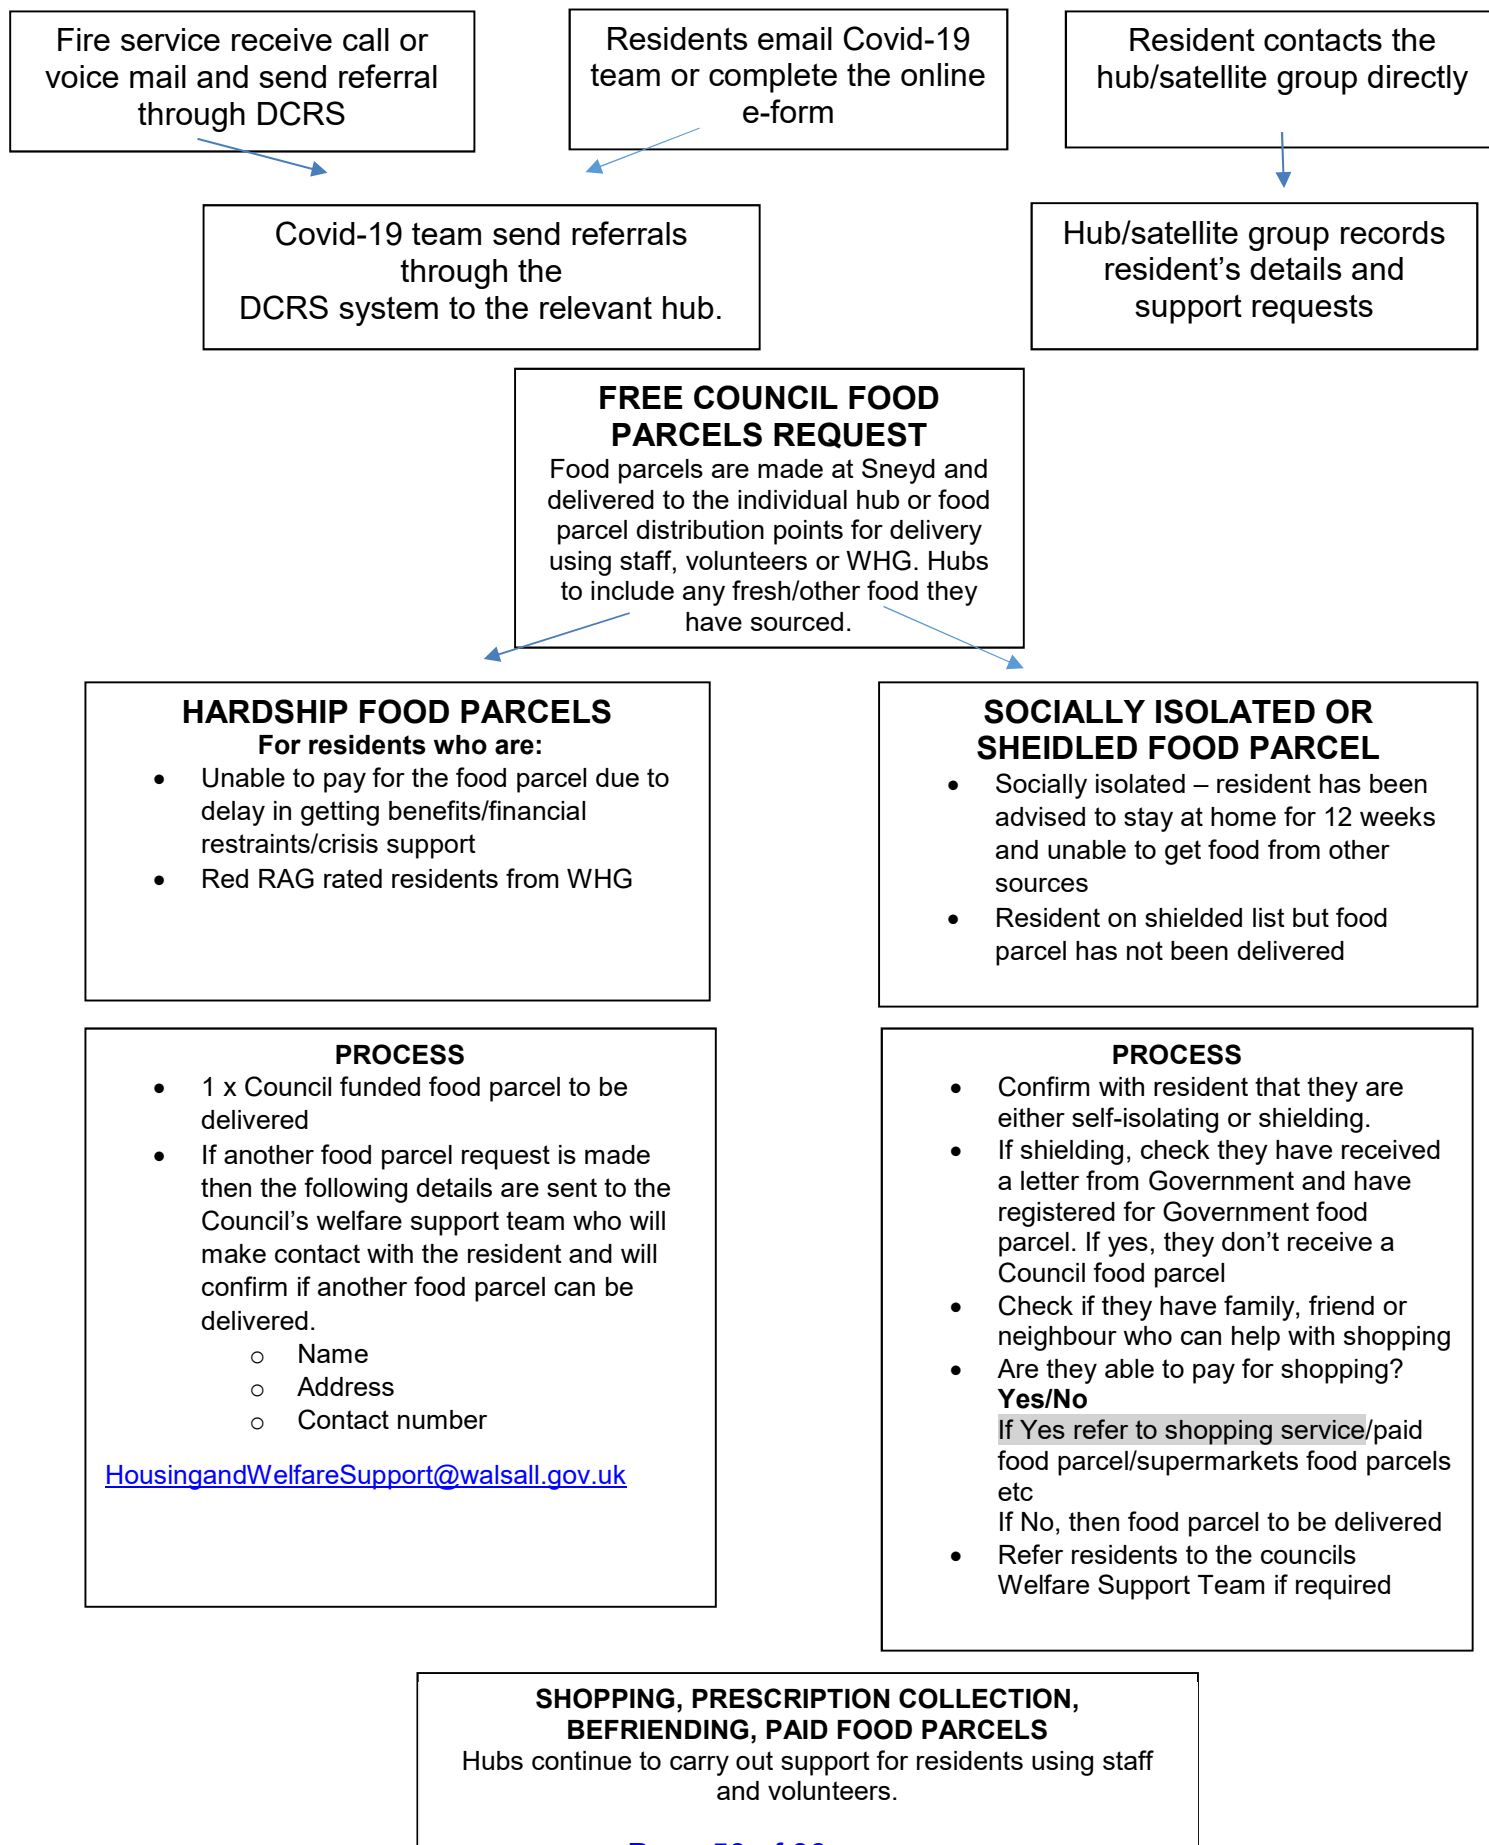 Fire service receive call or
voice mail and send referral
through DCRS
Residents email Covid-19
team or complete the online
e-form
Resident contacts the
hub/satellite group directly
Covid-19 team send referrals
through the
DCRS system to the relevant hub.
Hub/satellite group records
resident’s details and
support requests
FREE COUNCIL FOOD
PARCELS REQUEST
Food parcels are made at Sneyd and
delivered to the individual hub or food
parcel distribution points for delivery
using staff, volunteers or WHG. Hubs
to include any fresh/other food they
have sourced.
HARDSHIP FOOD PARCELS
For residents who are:
• Unable to pay for the food parcel due to
delay in getting benefits/financial
restraints/crisis support
• Red RAG rated residents from WHG
SOCIALLY ISOLATED OR
SHEIDLED FOOD PARCEL
• Socially isolated – resident has been
advised to stay at home for 12 weeks
and unable to get food from other
sources
• Resident on shielded list but food
parcel has not been delivered
PROCESS
• 1 x Council funded food parcel to be
delivered
• If another food parcel request is made
then the following details are sent to the
Council’s welfare support team who will
make contact with the resident and will
confirm if another food parcel can be
delivered.
o Name
o Address
o Contact number
HousingandWelfareSupport@walsall.gov.uk
PROCESS
• Confirm with resident that they are
either self-isolating or shielding.
• If shielding, check they have received
a letter from Government and have
registered for Government food
parcel. If yes, they don’t receive a
Council food parcel
• Check if they have family, friend or
neighbour who can help with shopping
• Are they able to pay for shopping?
Yes/No
If Yes refer to shopping service/paid
food parcel/supermarkets food parcels
etc
If No, then food parcel to be delivered
• Refer residents to the councils
Welfare Support Team if required
SHOPPING, PRESCRIPTION COLLECTION,
BEFRIENDING, PAID FOOD PARCELS
Hubs continue to carry out support for residents using staff
and volunteers.